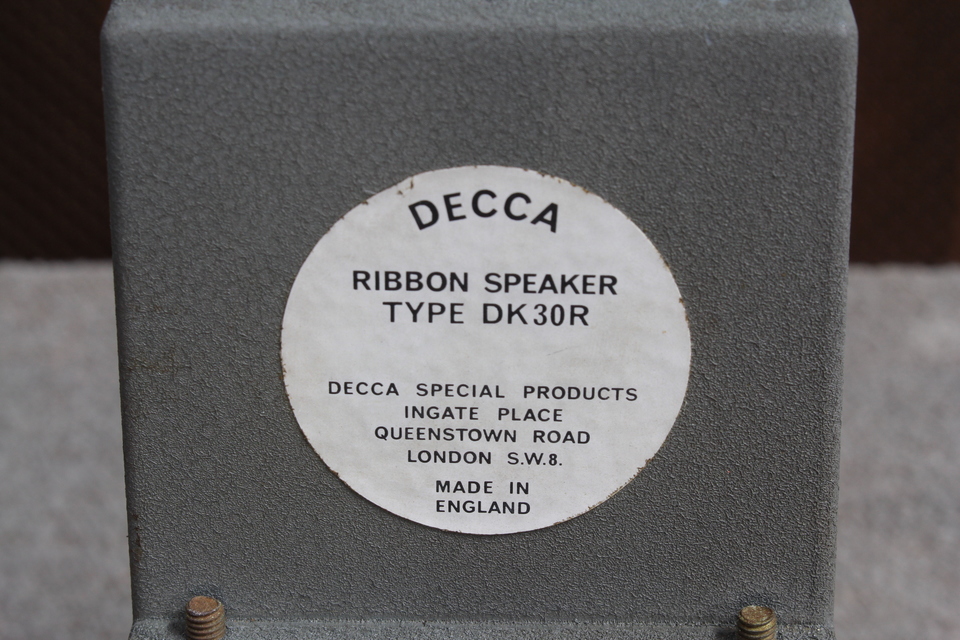 DECCA
RIBBON SPEAKER
TYPE DK30R
DECCA SPECIAL PRODUCTS
INGATE PLACE
QUEENSTOWN ROAD
LONDON S.W.8.
MADE IN
ENGLAND